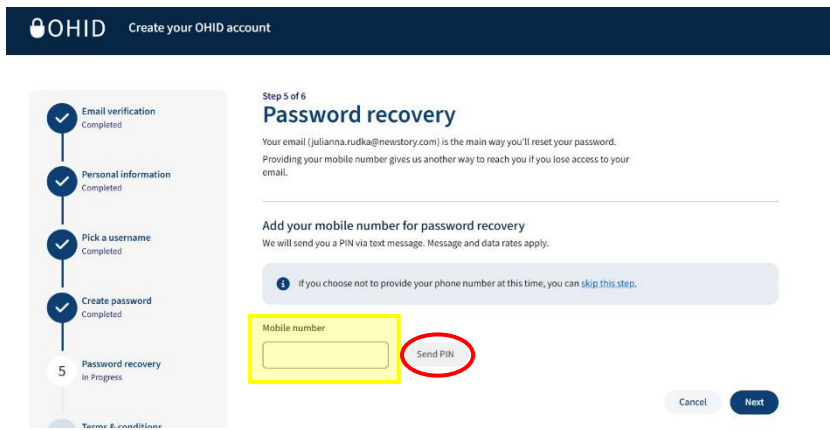 OHID Create your OHID account
Email verification
Completed
Personal information
Completed
Pick a username
Completed
Create password
Completed
5 Password recovery
In Progress
Terms & conditions
Step 5 of 6
Password recovery
Your email (julianna.rudka@newstory.com) is the main way you'll reset your password.
Providing your mobile number gives us another way to reach you if you lose access to your
email.
Add your mobile number for password recovery
We will send you a PIN via text message. Message and data rates apply.
If you choose not to provide your phone number at this time, you can skip this step.
Mobile number
Send PIN
Cancel Next